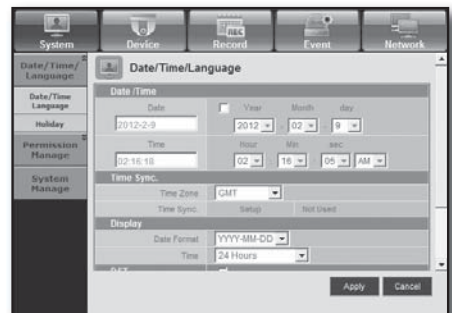 System Device Record Event Network
REC
Date/Time/
Language
Date/Time
Language
Holiday
Permission
Manage
System
Manage
Date/Time/Language
Date /Time
Date Year Month day
2012-2-9 2012 - 02 - 9
Time Hour Min sec
02:16:18 02 16 05 AM
Time Sync.
Time Zone GMT
Time Sync. Setup Not Used
Display
Date Format YYYY-MM-DD
Time 24 Hours
DST
Apply Cancel